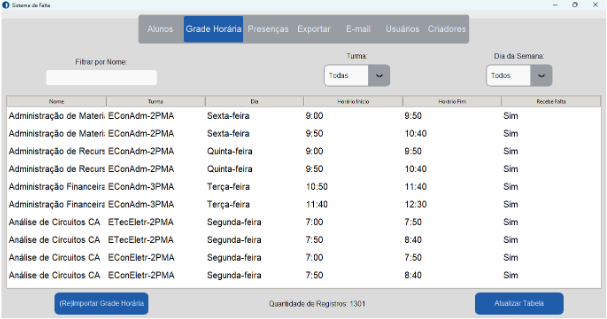 Sistema de Falta
Alunos Grade Horária Presenças Exportar E-mail Usuários Criadores
Filtrar por Nome: Turma: Dia da Semana:
Todas Todos
Nome Turma Dia Horário Início Horário Fim Recebe Falta
Administração de Materi EConAdm-2PMA Sexta-feira 9:00 9:50 Sim
Administração de Materi EConAdm-2PMA Sexta-feira 9:50 10:40 Sim
Administração de Recurs EConAdm-2PMA Quinta-feira 9:00 9:50 Sim
Administração de Recurs EConAdm-2PMA Quinta-feira 9:50 10:40 Sim
Administração Financeira EConAdm-3PMA Terça-feira 10:50 11:40 Sim
Administração Financeira EConAdm-3PMA Terça-feira 11:40 12:30 Sim
Análise de Circuitos CA ETecEletr-2PMA Segunda-feira 7:00 7:50 Sim
Análise de Circuitos CA ETecEletr-2PMA Segunda-feira 7:50 8:40 Sim
Análise de Circuitos CA EConEletr-2PMA Segunda-feira 7:00 7:50 Sim
Análise de Circuitos CA EConEletr-2PMA Segunda-feira 7:50 8:40 Sim
(Re)Importar Grade Horária Quantidade de Registros: 1301 Atualizar Tabela